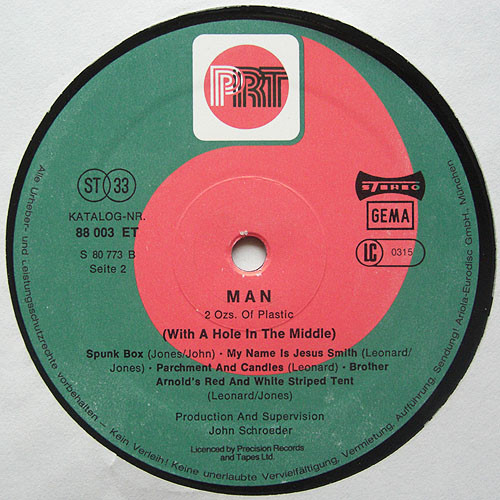 PRT
ST 33
KATALOG-NR.
88 003 ET
S 80 773 B
Seite 2
STEREO
GEMA
LC 0315
MAN
2 Ozs. Of Plastic
(With A Hole In The Middle)
Spunk Box (Jones/John) · My Name Is Jesus Smith (Leonard/
Jones) · Parchment And Candles (Leonard) · Brother
Arnold's Red And White Striped Tent
(Leonard/Jones)
Production And Supervision
John Schroeder
Licenced by Precision Records
and Tapes Ltd.
Alle Urheber- und Leistungsschutzrechte vorbehalten – Kein Verleih! Keine unerlaubte Vervielfältigung, Vermietung, Aufführung, Sendung! Ariola-Eurodisc GmbH, München